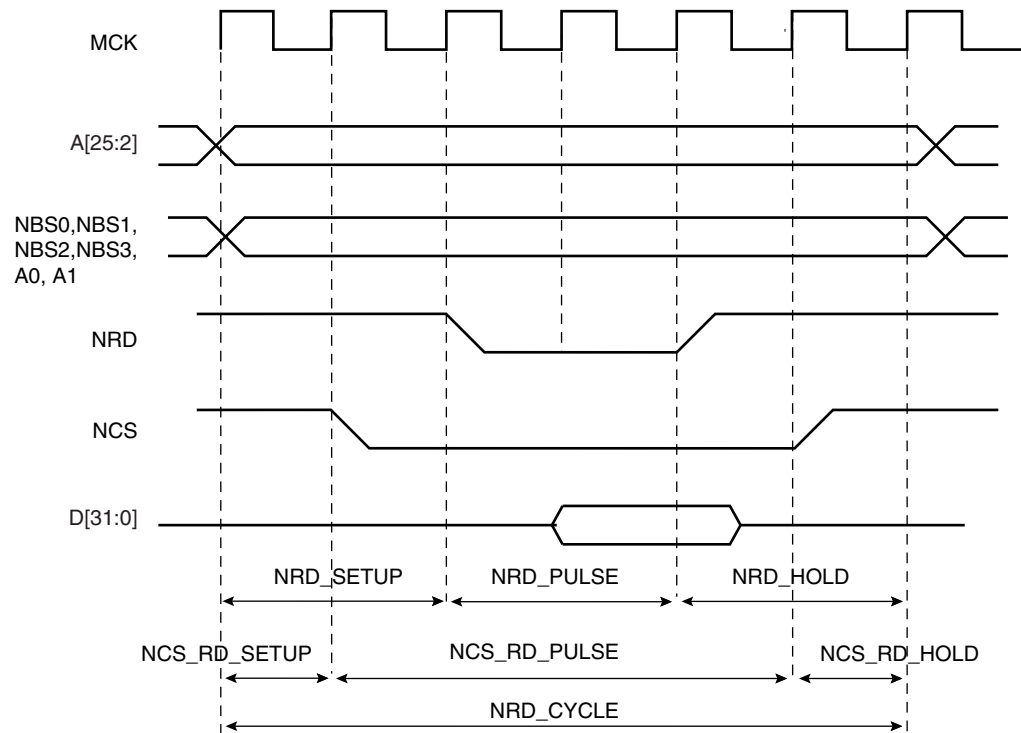 MCK
A[25:2]
NBS0,NBS1,
NBS2,NBS3,
A0, A1
NRD
NCS
D[31:0]
NRD_SETUP NRD_PULSE NRD_HOLD
NCS_RD_SETUP NCS_RD_PULSE NCS_RD_HOLD
NRD_CYCLE